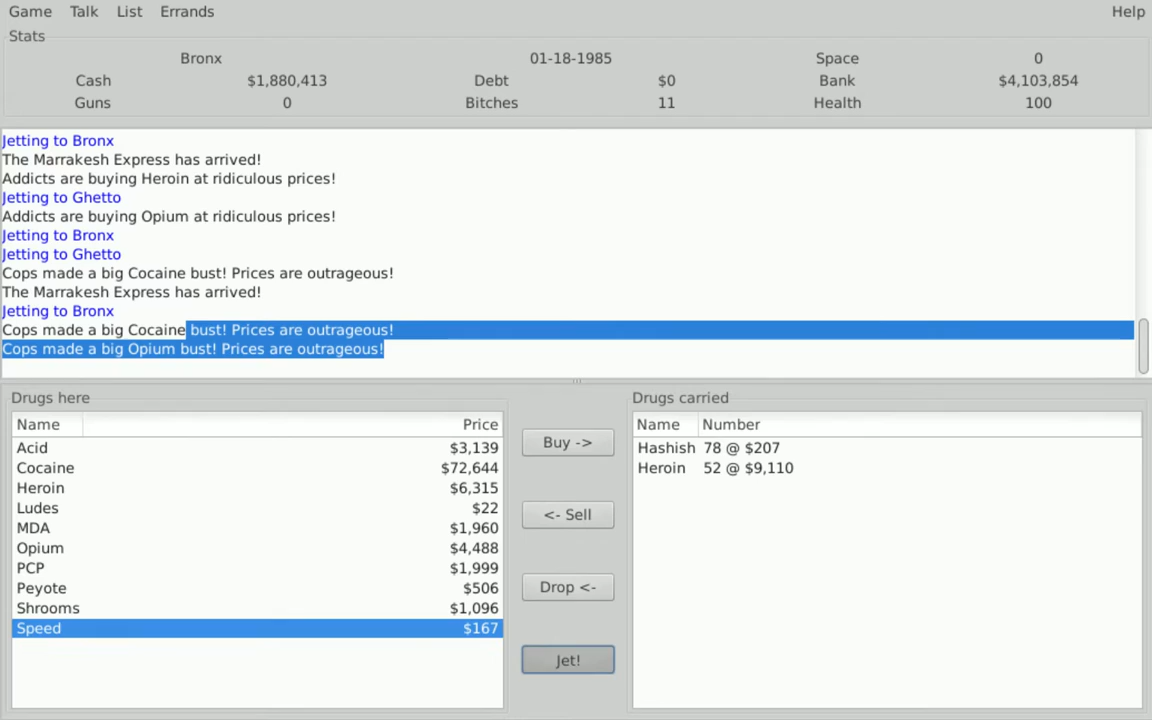 Game Talk List Errands Help
Stats
Bronx 01-18-1985 Space 0
Cash $1,880,413 Debt $0 Bank $4,103,854
Guns 0 Bitches 11 Health 100
Jetting to Bronx
The Marrakesh Express has arrived!
Addicts are buying Heroin at ridiculous prices!
Jetting to Ghetto
Addicts are buying Opium at ridiculous prices!
Jetting to Bronx
Jetting to Ghetto
Cops made a big Cocaine bust! Prices are outrageous!
The Marrakesh Express has arrived!
Jetting to Bronx
Cops made a big Cocaine bust! Prices are outrageous!
Cops made a big Opium bust! Prices are outrageous!
Drugs here
Name Price
Acid $3,139
Cocaine $72,644
Heroin $6,315
Ludes $22
MDA $1,960
Opium $4,488
PCP $1,999
Peyote $506
Shrooms $1,096
Speed $167
Buy ->
<- Sell
Drop <-
Jet!
Drugs carried
Name Number
Hashish 78 @ $207
Heroin 52 @ $9,110